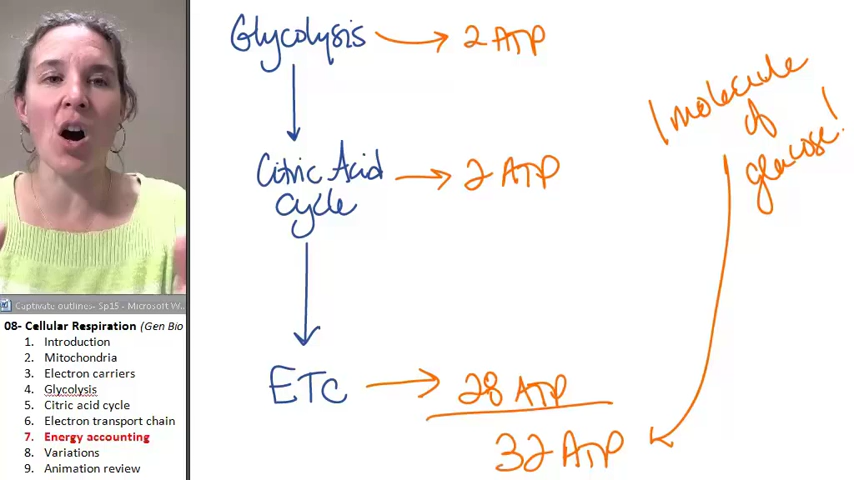 Glycolysis → 2 ATP
1 molecule
of
glucose!
Citric Acid
Cycle → 2 ATP
ETC → 28 ATP
32 ATP
Captivate outlines- Sp15 - Microsoft W
08- Cellular Respiration (Gen Bio
1. Introduction
2. Mitochondria
3. Electron carriers
4. Glycolysis
5. Citric acid cycle
6. Electron transport chain
7. Energy accounting
8. Variations
9. Animation review